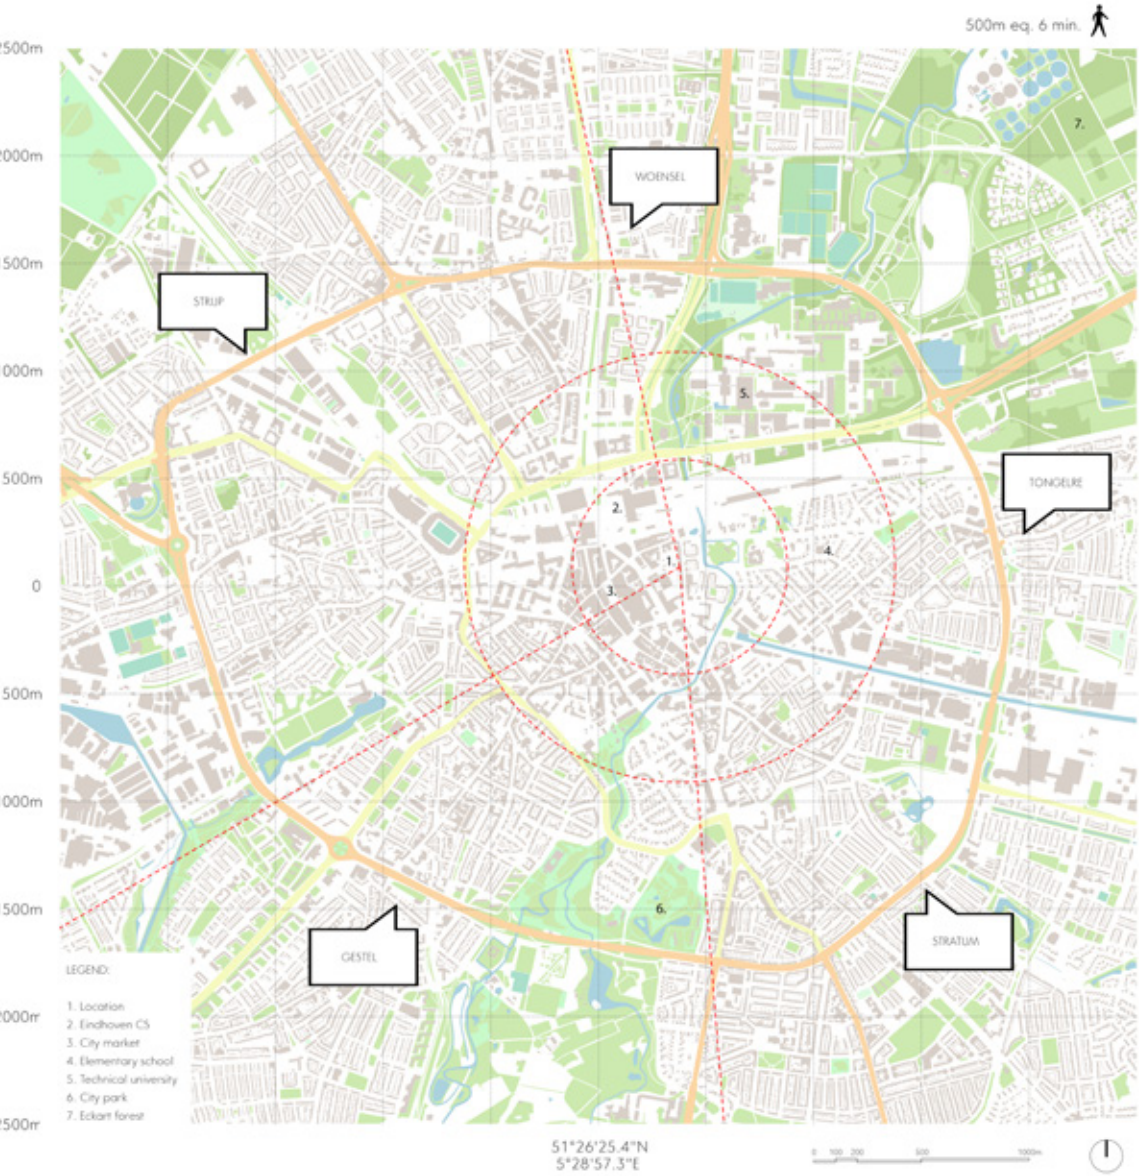 500m eq. 6 min.
2500m
2000m
1500m
1000m
500m
0
500m
1000m
1500m
2000m
2500m
WOENSEL
STRIJP
TONGELRE
GESTEL
STRATUM
7.
5.
2.
4.
1.
3.
6.
LEGEND:
1. Location
2. Eindhoven CS
3. City market
4. Elementary school
5. Technical university
6. City park
7. Eckart forest
51°26'25.4"N
5°28'57.3"E
0 100 200 500 1000m